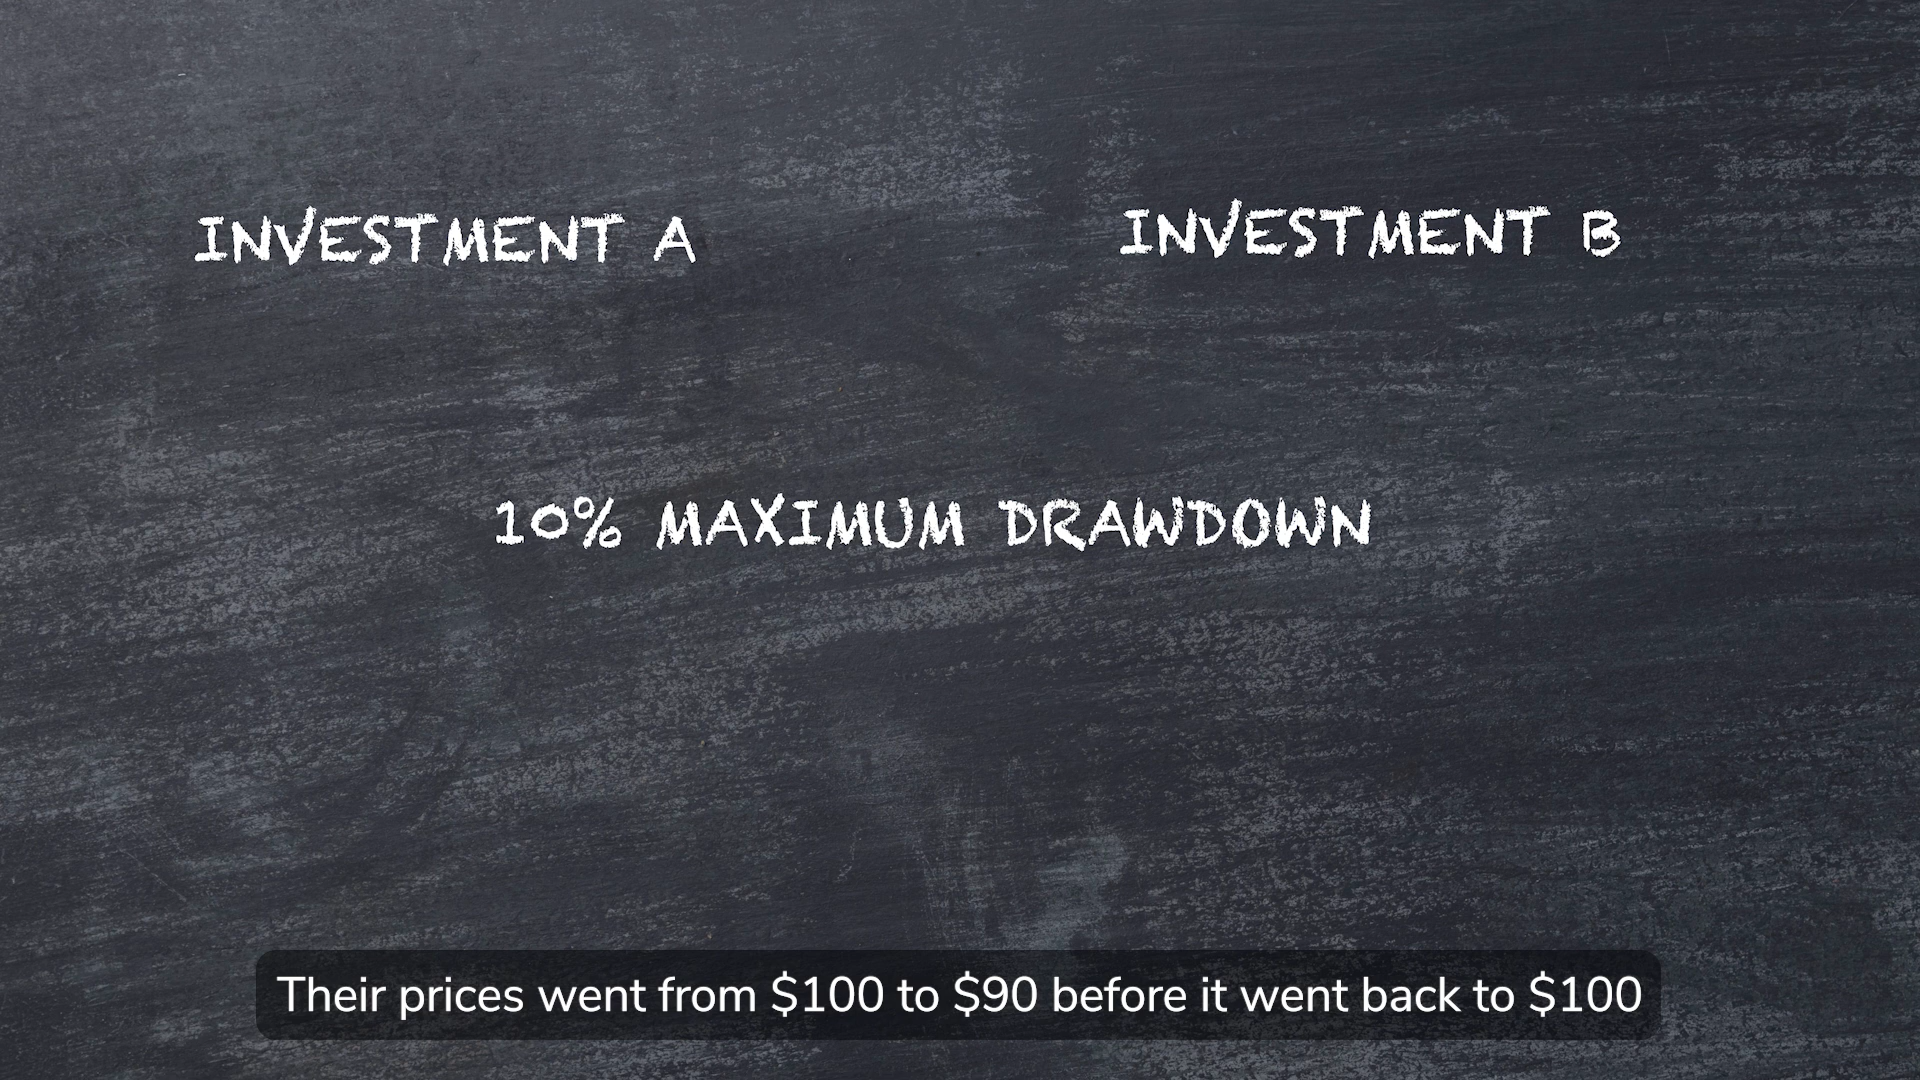 INVESTMENT A
INVESTMENT B
10% MAXIMUM DRAWDOWN
Their prices went from $100 to $90 before it went back to $100